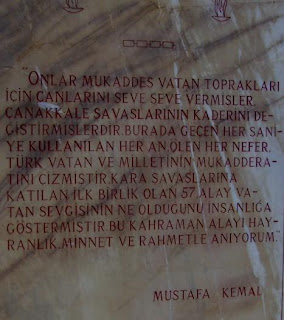 "ONLAR MUKADDES VATAN TOPRAKLARI
İÇİN CANLARINI SEVE SEVE VERMİŞLER,
ÇANAKKALE SAVAŞLARININ KADERİNİ DE-
ĞİŞTİRMİŞLERDİR. BURADA GEÇEN HER SANİ-
YE KULLANILAN HER AN ÖLEN HER NEFER,
TÜRK VATAN VE MİLLETİNİN MUKADDERA-
TINI ÇİZMİŞTİR. KARA SAVAŞLARINA
KATILAN İLK BİRLİK OLAN 57. ALAY VA-
TAN SEVGİSİNİN NE OLDUĞUNU İNSANLIĞA
GÖSTERMİŞTİR. BU KAHRAMAN ALAYI HAY-
RANLIK, MİNNET VE RAHMETLE ANIYORUM."
MUSTAFA KEMAL